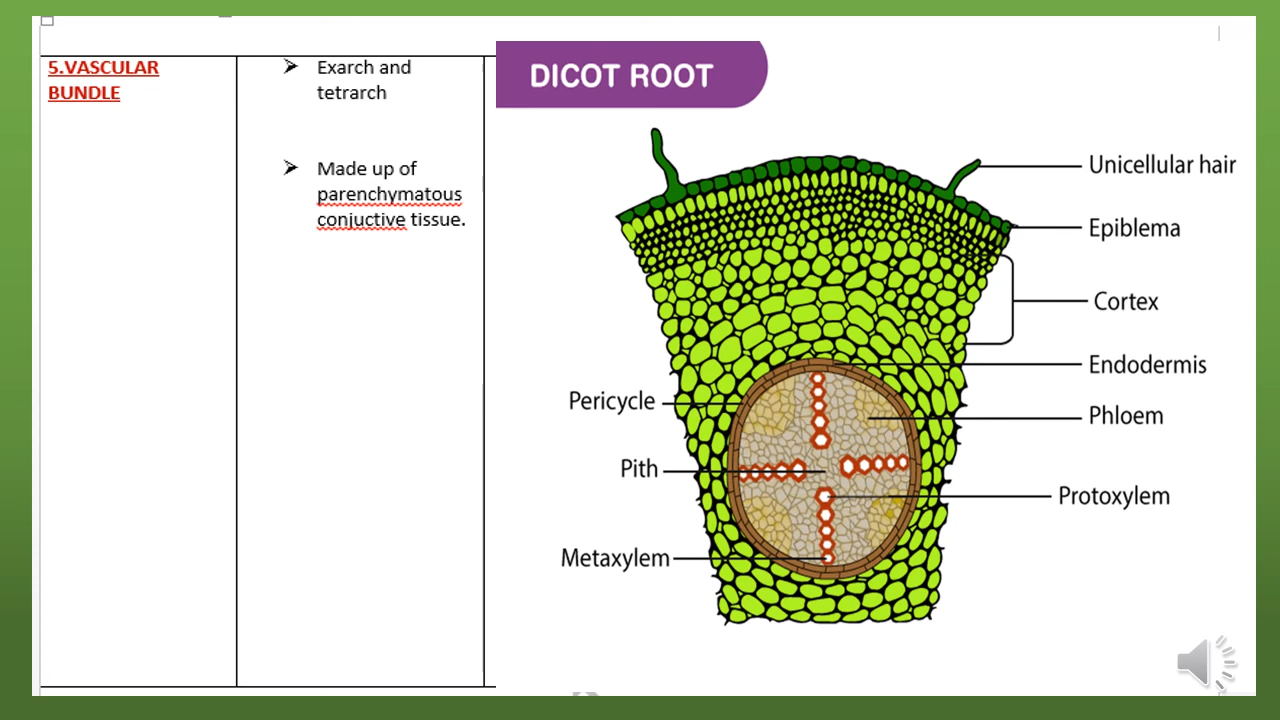 5.VASCULAR
BUNDLE
Exarch and
tetrarch
Made up of
parenchymatous
conjuctive tissue.
DICOT ROOT
Unicellular hair
Epiblema
Cortex
Endodermis
Pericycle
Phloem
Pith
Protoxylem
Metaxylem